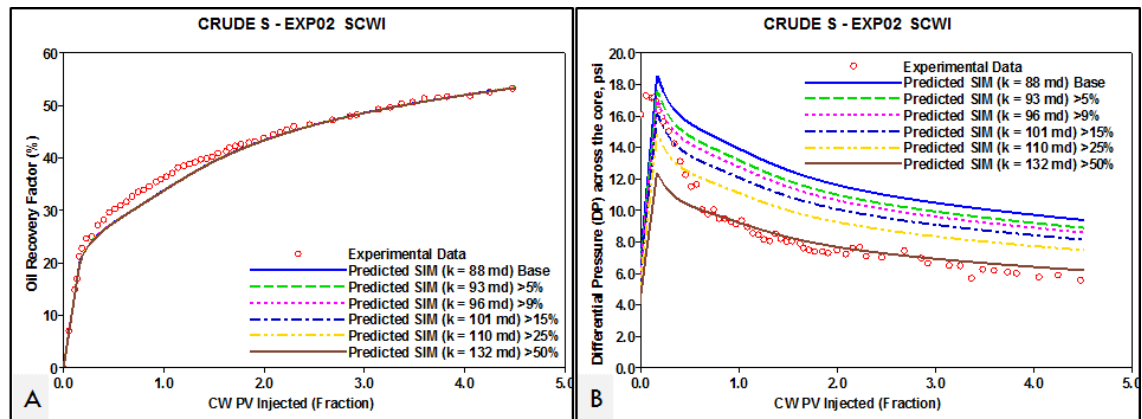 CRUDE S - EXP02 SCWI
60
50
40
30
20
10
0
0.0 1.0 2.0 3.0 4.0 5.0
Oil Recovery Factor (%)
CW PV Injected (Fraction)
Experimental Data
Predicted SIM (k = 88 md) Base
Predicted SIM (k = 93 md) >5%
Predicted SIM (k = 96 md) >9%
Predicted SIM (k = 101 md) >15%
Predicted SIM (k = 110 md) >25%
Predicted SIM (k = 132 md) >50%
A
CRUDE S - EXP02 SCWI
20.0
18.0
16.0
14.0
12.0
10.0
8.0
6.0
4.0
2.0
0.0
0.0 1.0 2.0 3.0 4.0 5.0
Differential Pressure (DP) across the core, psi
CW PV Injected (Fraction)
Experimental Data
Predicted SIM (k = 88 md) Base
Predicted SIM (k = 93 md) >5%
Predicted SIM (k = 96 md) >9%
Predicted SIM (k = 101 md) >15%
Predicted SIM (k = 110 md) >25%
Predicted SIM (k = 132 md) >50%
B